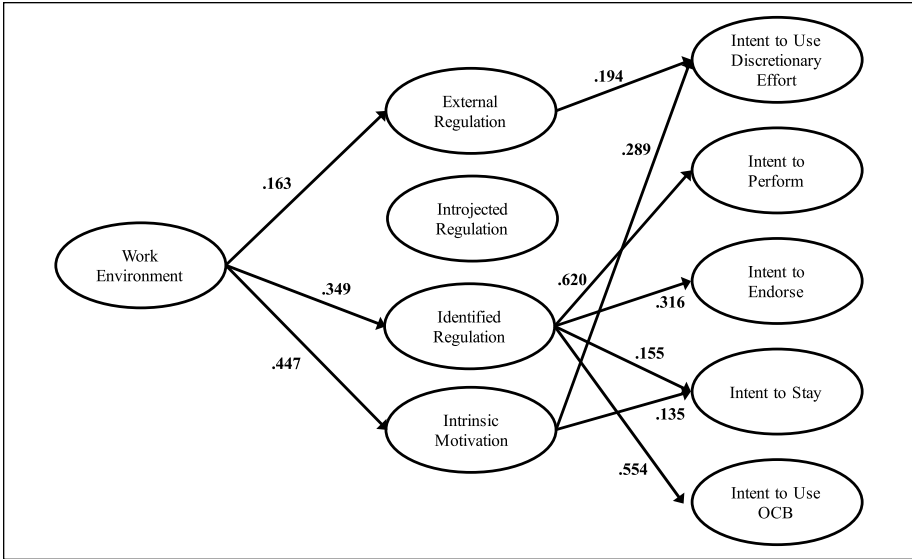 Work
Environment
.163
.349
.447
External
Regulation
Introjected
Regulation
Identified
Regulation
Intrinsic
Motivation
.194
.289
.620
.316
.155
.135
.554
Intent to Use
Discretionary
Effort
Intent to
Perform
Intent to
Endorse
Intent to Stay
Intent to Use
OCB